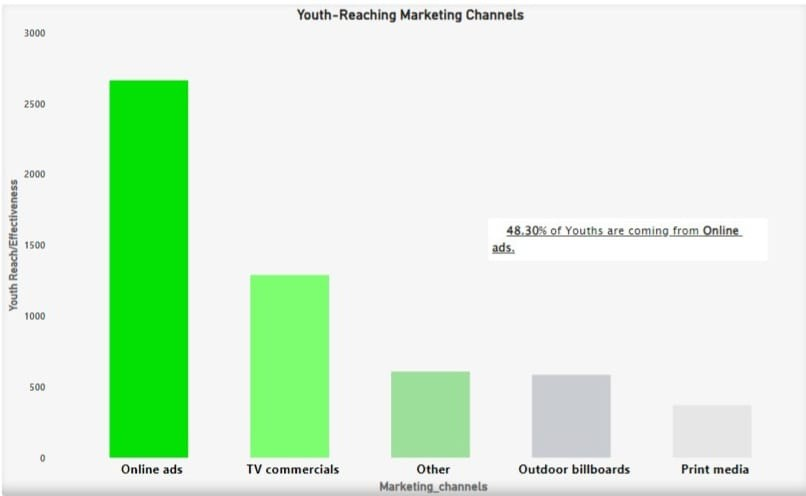 Youth-Reaching Marketing Channels
3000
2500
2000
1500
1000
500
0
Youth Reach/Effectiveness
48.30% of Youths are coming from Online
ads.
Online ads
TV commercials
Other
Outdoor billboards
Print media
Marketing_channels